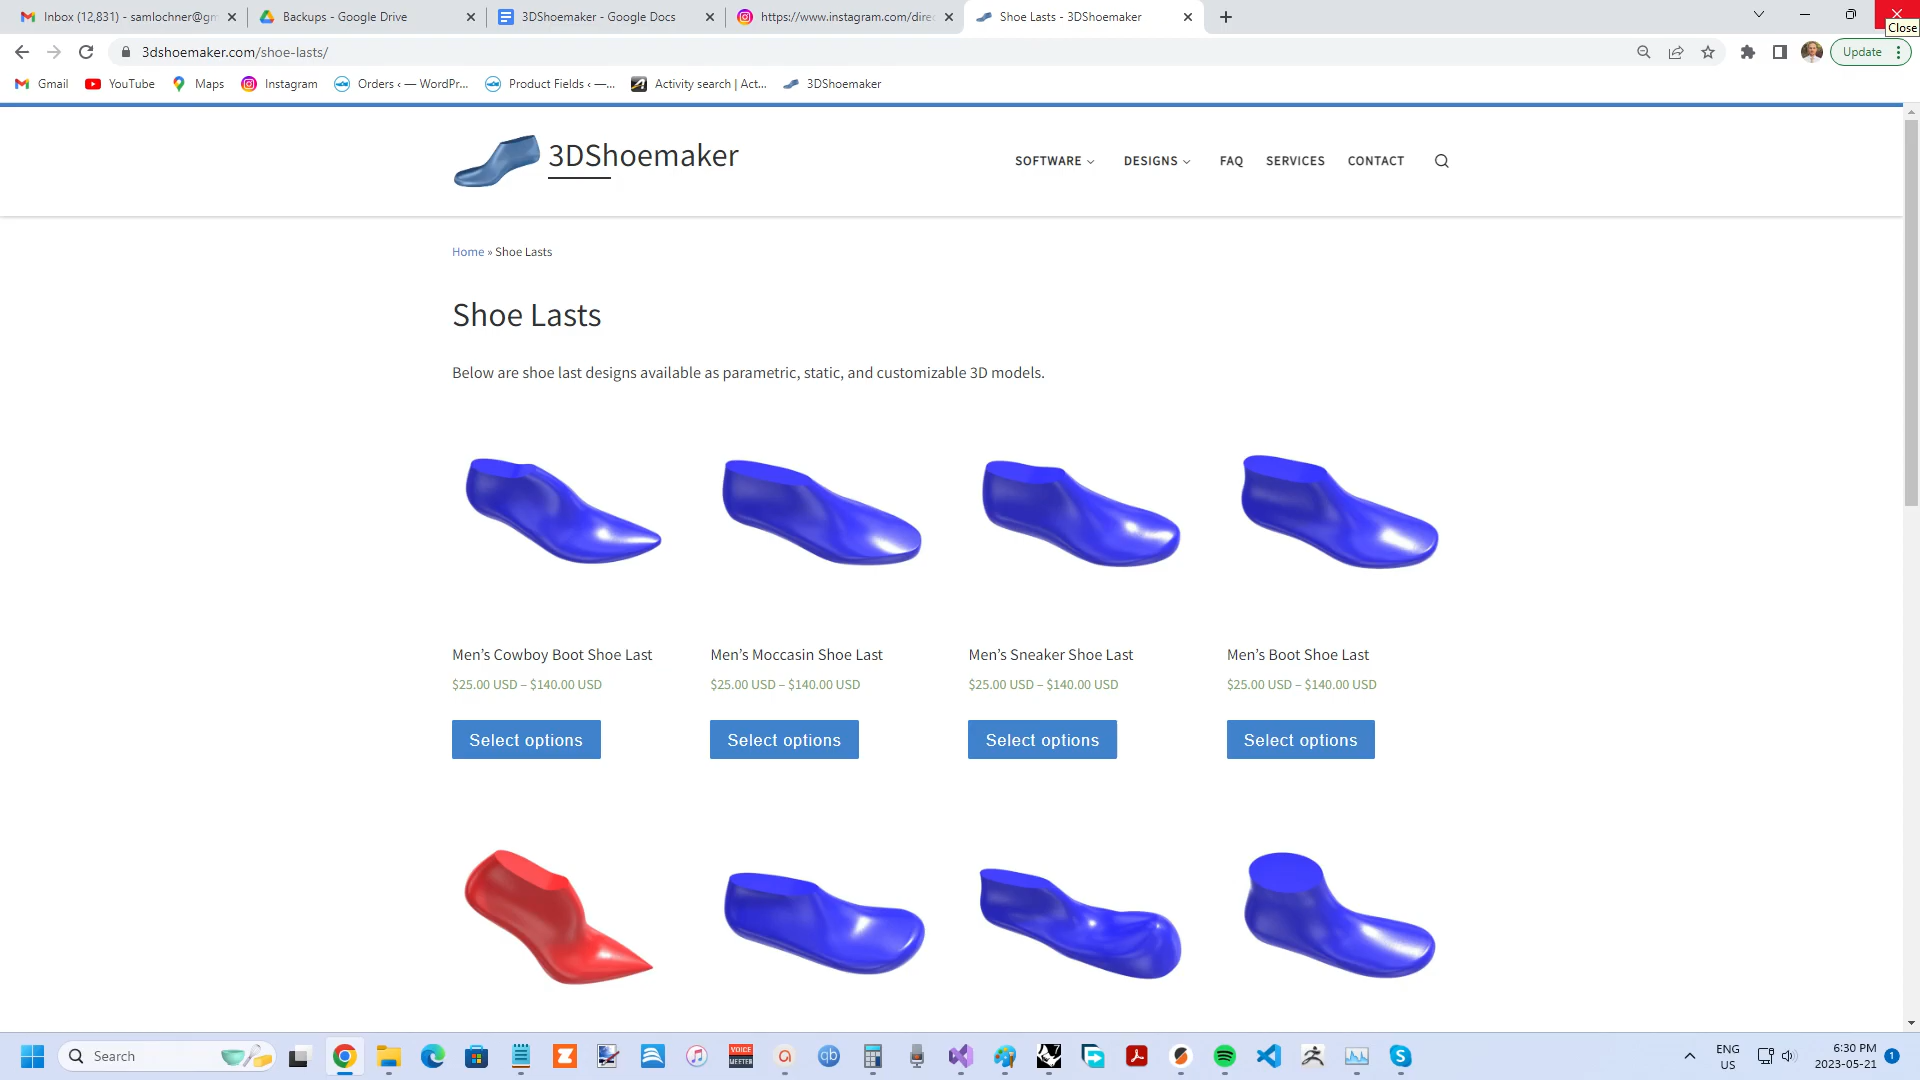 Inbox (12,831) - samlochner@gm
Backups - Google Drive
3DShoemaker - Google Docs
https://www.instagram.com/direc
Shoe Lasts - 3DShoemaker
Close
3dshoemaker.com/shoe-lasts/
Update
Gmail
YouTube
Maps
Instagram
Orders ‹ — WordPr...
Product Fields ‹ —...
Activity search | Act...
3DShoemaker
3DShoemaker
SOFTWARE
DESIGNS
FAQ
SERVICES
CONTACT
Home » Shoe Lasts
Shoe Lasts
Below are shoe last designs available as parametric, static, and customizable 3D models.
Men’s Cowboy Boot Shoe Last
$25.00 USD – $140.00 USD
Select options
Men’s Moccasin Shoe Last
$25.00 USD – $140.00 USD
Select options
Men’s Sneaker Shoe Last
$25.00 USD – $140.00 USD
Select options
Men’s Boot Shoe Last
$25.00 USD – $140.00 USD
Select options
Search
VOICE
MEETER
qb
ENG
US
6:30 PM
2023-05-21
1